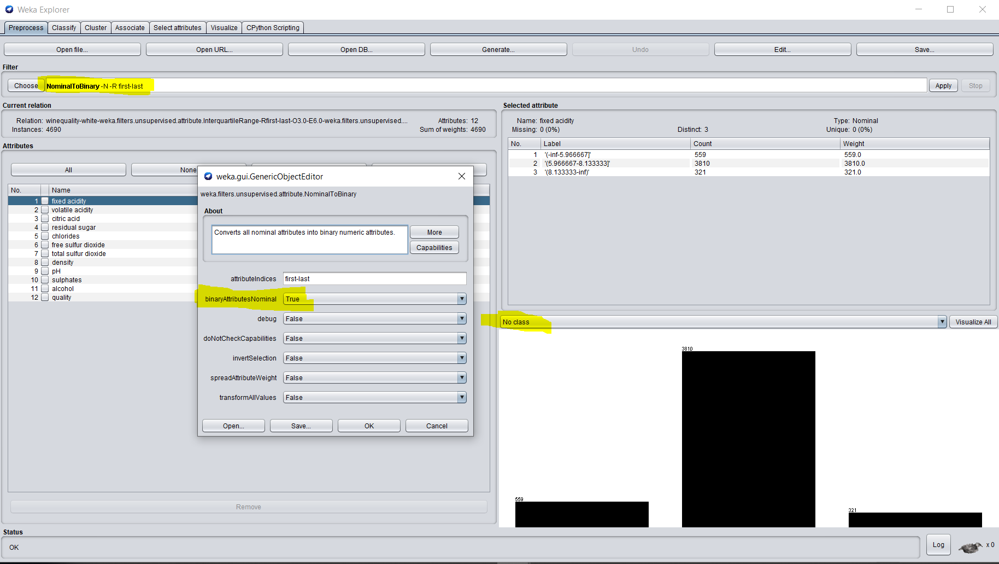 Weka Explorer
Preprocess Classify Cluster Associate Select attributes Visualize CPython Scripting
Open file... Open URL... Open DB... Generate... Undo Edit... Save...
Filter
Choose NominalToBinary -N -R first-last Apply Stop
Current relation
Relation: winequality-white-weka.filters.unsupervised.attribute.InterquartileRange-Rfirst-last-O3.0-E6.0-weka.filters.unsupervised.... Attributes: 12
Instances: 4690 Sum of weights: 4690
Attributes
All None
No. Name
1 fixed acidity
2 volatile acidity
3 citric acid
4 residual sugar
5 chlorides
6 free sulfur dioxide
7 total sulfur dioxide
8 density
9 pH
10 sulphates
11 alcohol
12 quality
Remove
weka.gui.GenericObjectEditor
weka.filters.unsupervised.attribute.NominalToBinary
About
Converts all nominal attributes into binary numeric attributes.
More
Capabilities
attributeIndices first-last
binaryAttributesNominal True
debug False
doNotCheckCapabilities False
invertSelection False
spreadAttributeWeight False
transformAllValues False
Open... Save... OK Cancel
Selected attribute
Name: fixed acidity Type: Nominal
Missing: 0 (0%) Distinct: 3 Unique: 0 (0%)
No. Label Count Weight
1 '(-inf-5.966667]' 559 559.0
2 '(5.966667-8.133333]' 3810 3810.0
3 '(8.133333-inf)' 321 321.0
No class Visualize All
3810
559
321
Status
OK
Log x 0